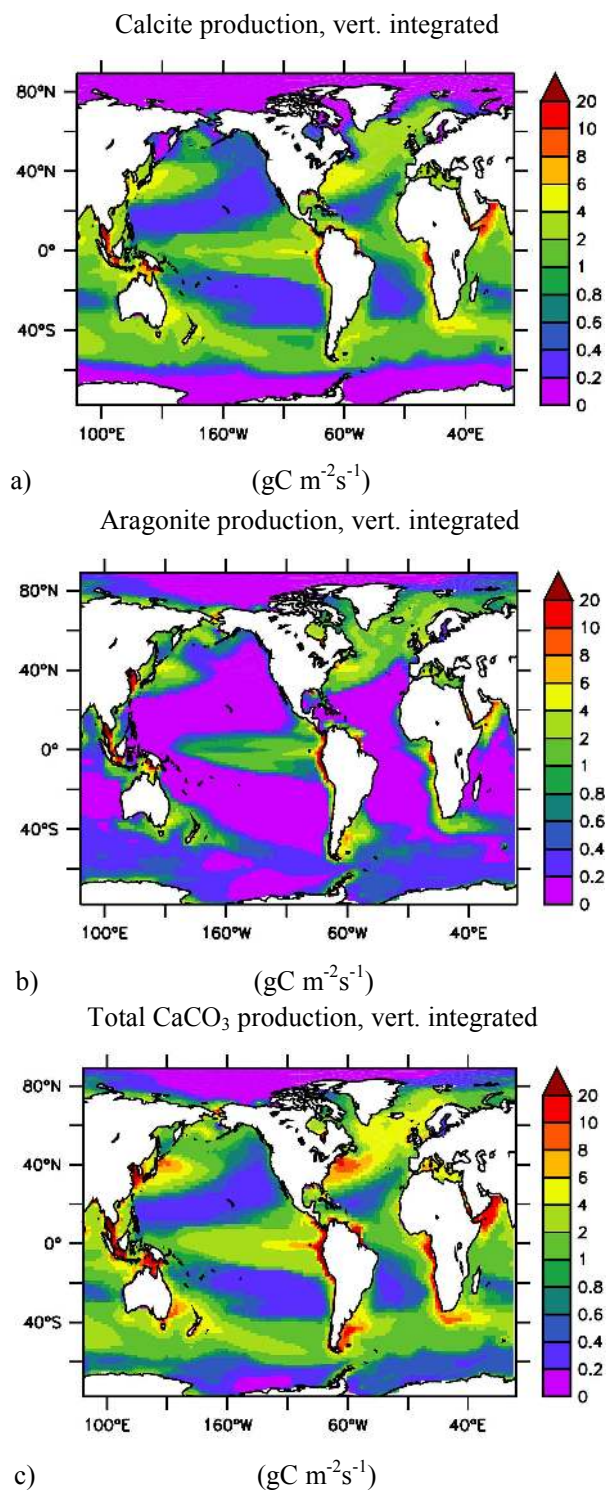 Calcite production, vert. integrated
80°N
40°N
0°
40°S
100°E 160°W 60°W 40°E
20
10
8
6
4
2
1
0.8
0.6
0.4
0.2
0
a) (gC m⁻²s⁻¹)
Aragonite production, vert. integrated
80°N
40°N
0°
40°S
100°E 160°W 60°W 40°E
20
10
8
6
4
2
1
0.8
0.6
0.4
0.2
0
b) (gC m⁻²s⁻¹)
Total CaCO₃ production, vert. integrated
80°N
40°N
0°
40°S
100°E 160°W 60°W 40°E
20
10
8
6
4
2
1
0.8
0.6
0.4
0.2
0
c) (gC m⁻²s⁻¹)